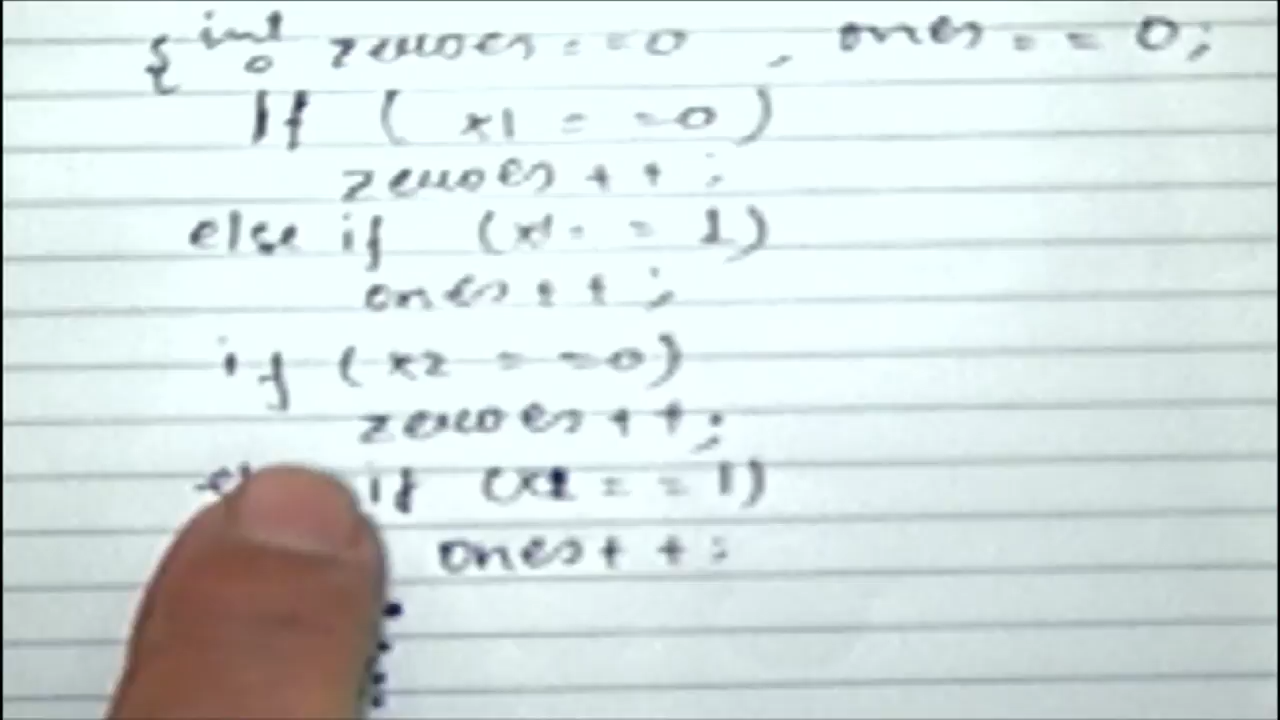 { int zeroes = =0 , ones = = 0;
If ( x1 = =0 )
zeroes + + ;
else if (x1 = = 1)
ones + + ;
if ( x2 = =0)
zeroes + + ;
if (x2 = = 1)
ones + + ;